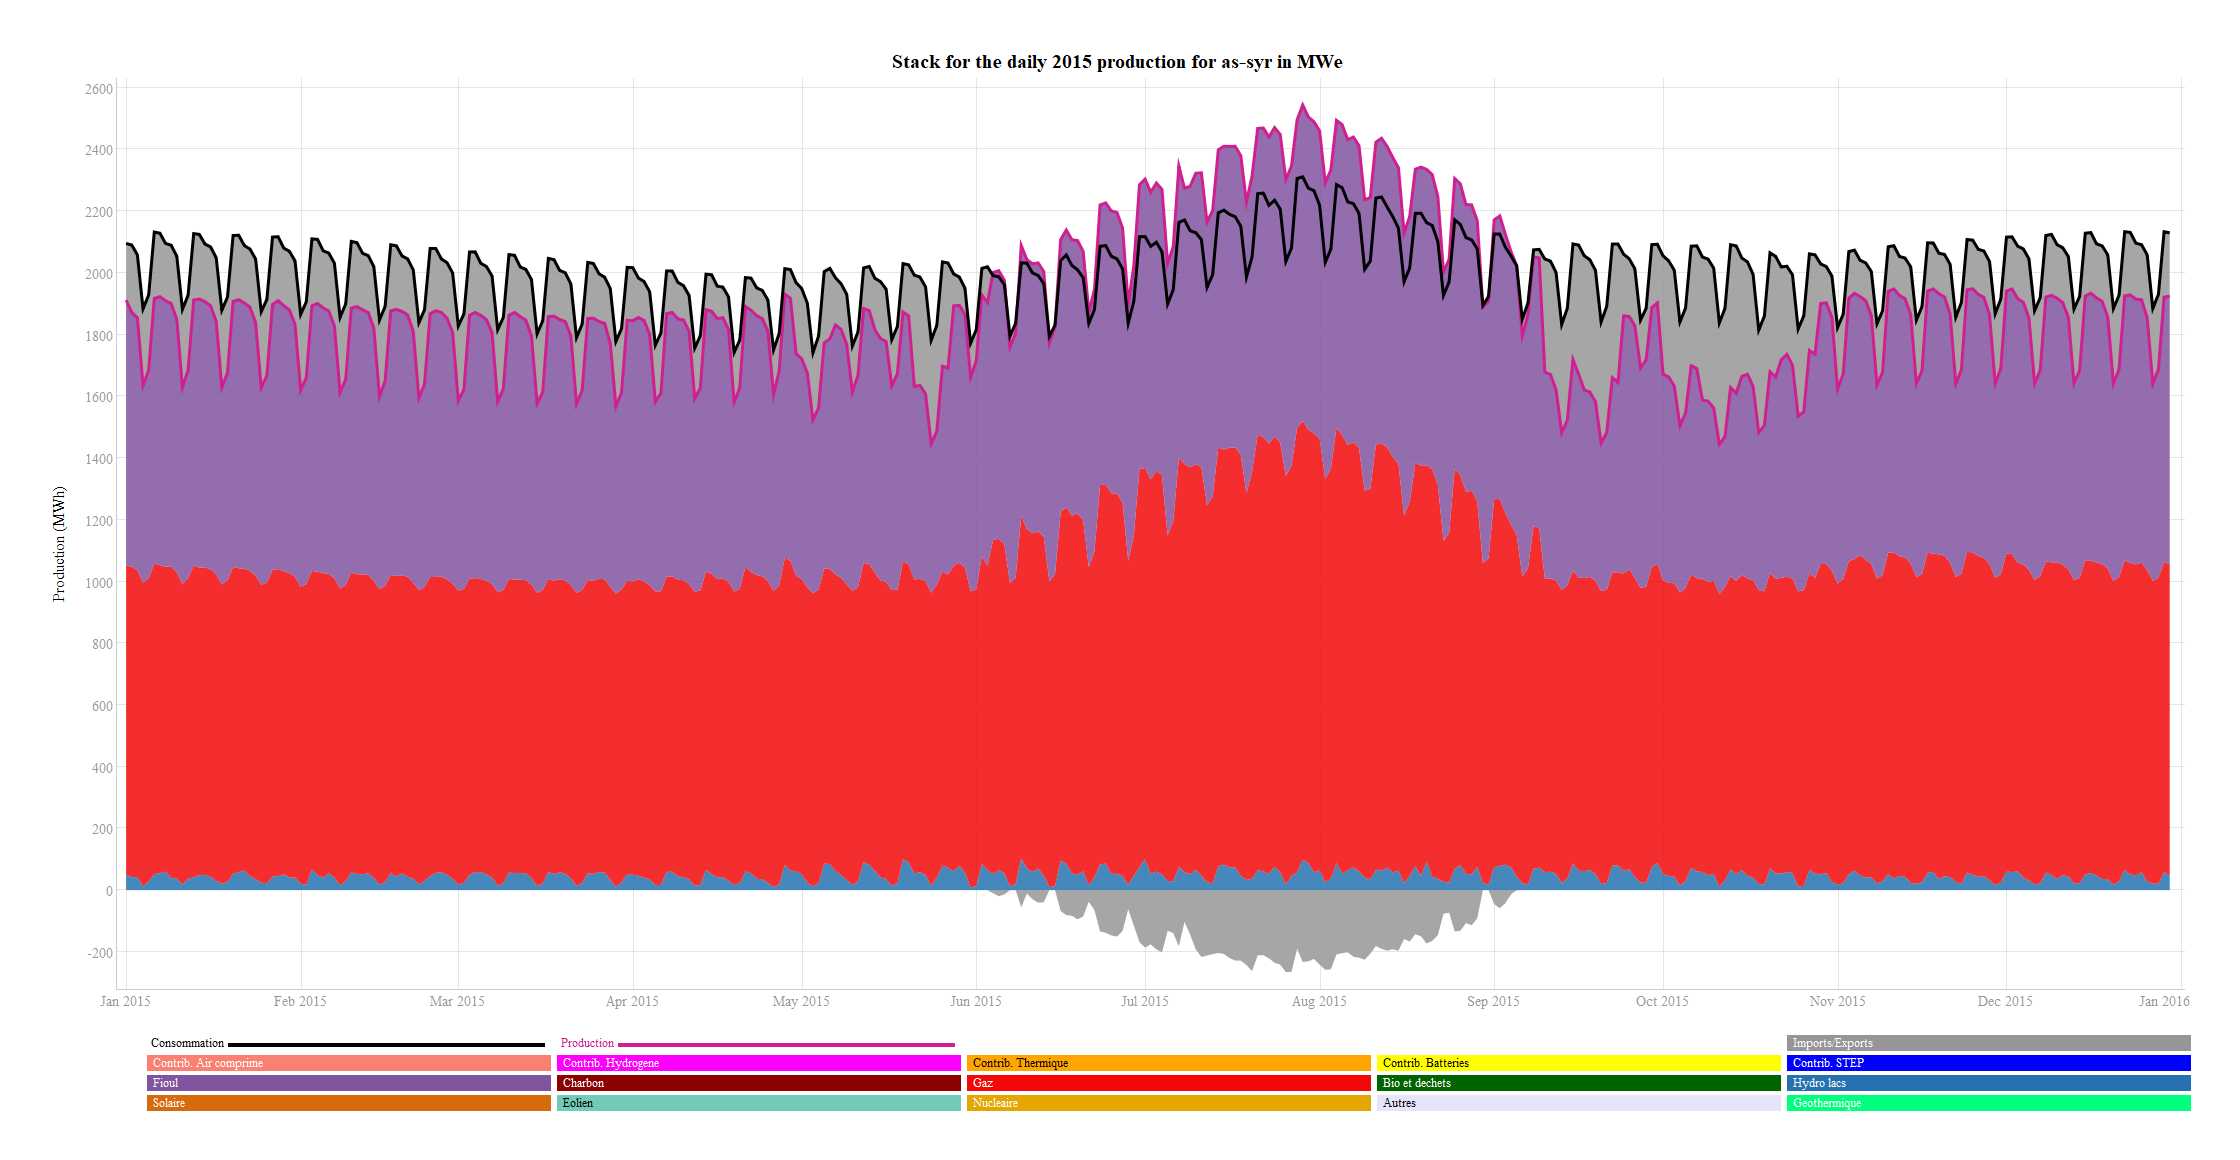 Stack for the daily 2015 production for as-syr in MWe
2600
2400
2200
2000
1800
1600
1400
1200
1000
800
600
400
200
0
-200
Production (MWh)
Jan 2015 Feb 2015 Mar 2015 Apr 2015 May 2015 Jun 2015 Jul 2015 Aug 2015 Sep 2015 Oct 2015 Nov 2015 Dec 2015 Jan 2016
Consommation Production Imports/Exports
Contrib. Air comprime Contrib. Hydrogene Contrib. Thermique Contrib. Batteries Contrib. STEP
Fioul Charbon Gaz Bio et dechets Hydro lacs
Solaire Eolien Nucleaire Autres Geothermique